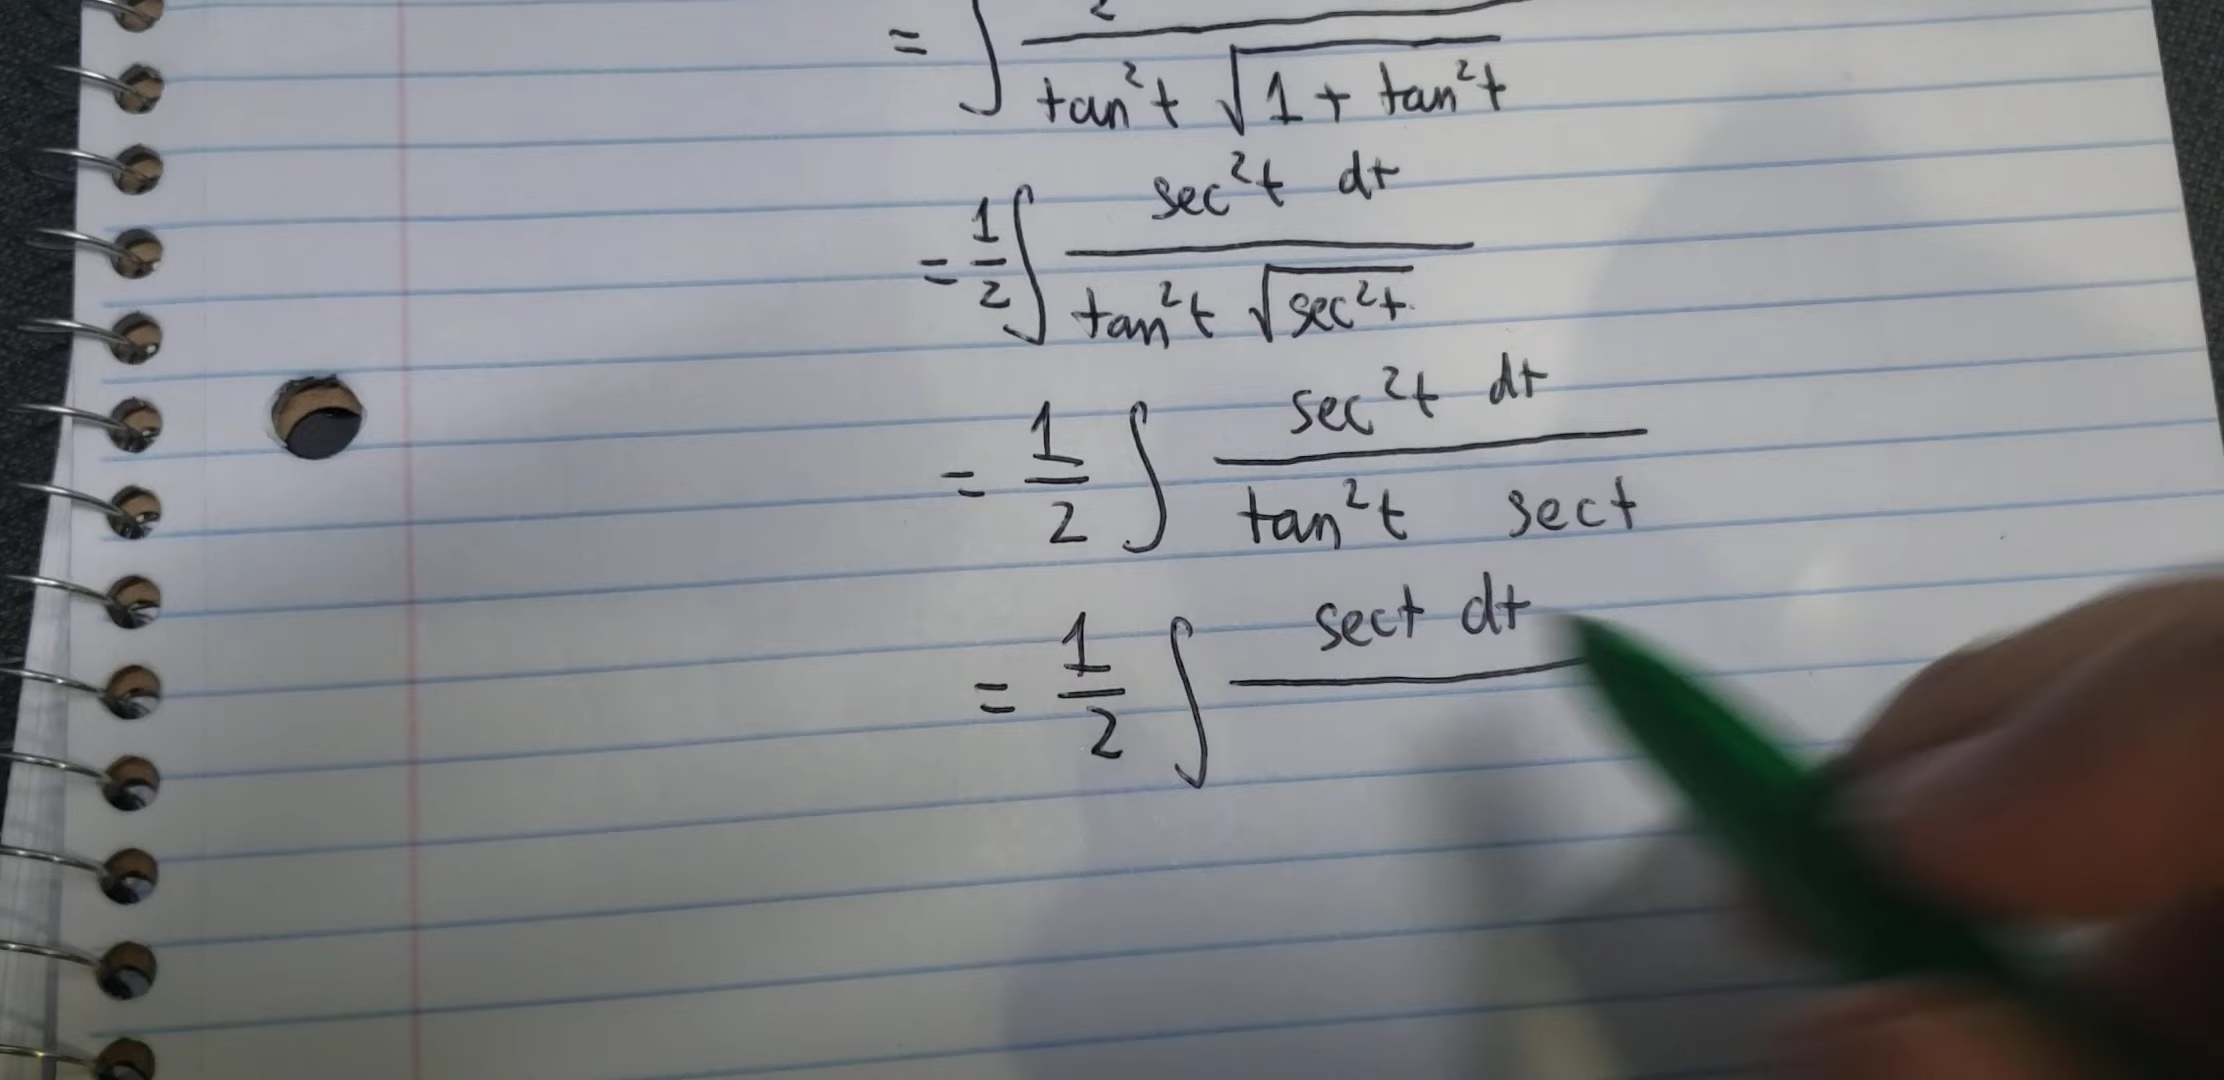 = ∫ 2 / (tan²t √(1 + tan²t))
= 1/2 ∫ sec²t dt / (tan²t √(sec²t))
= 1/2 ∫ sec²t dt / (tan²t sect)
= 1/2 ∫ sect dt /